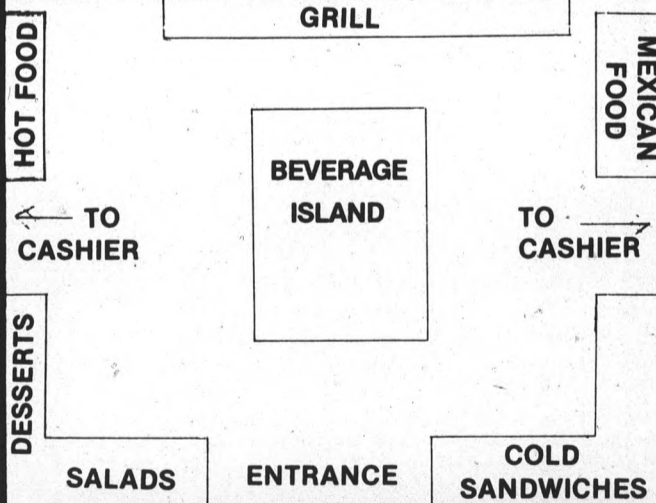 GRILL
HOT FOOD
MEXICAN
FOOD
BEVERAGE
ISLAND
TO
CASHIER
TO
CASHIER
DESSERTS
SALADS
ENTRANCE
COLD
SANDWICHES